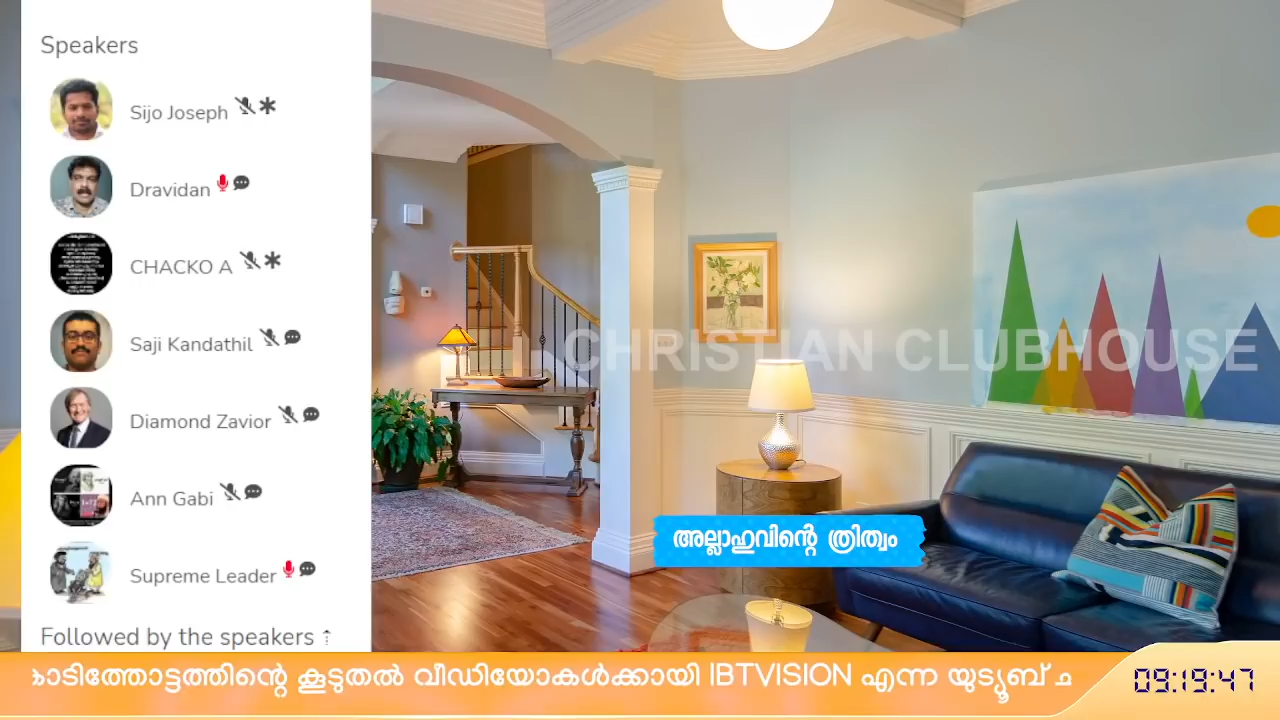 Speakers
Sijo Joseph
Dravidan
CHACKO A
Saji Kandathil
Diamond Zavior
Ann Gabi
Supreme Leader
Followed by the speakers
CHRISTIAN CLUBHOUSE
അല്ലാഹുവിന്റെ ത്രിത്വം
കൂടുതൽ വീഡിയോകൾക്കായി IBTVISION എന്ന യുട്യൂബ്
09:19:47